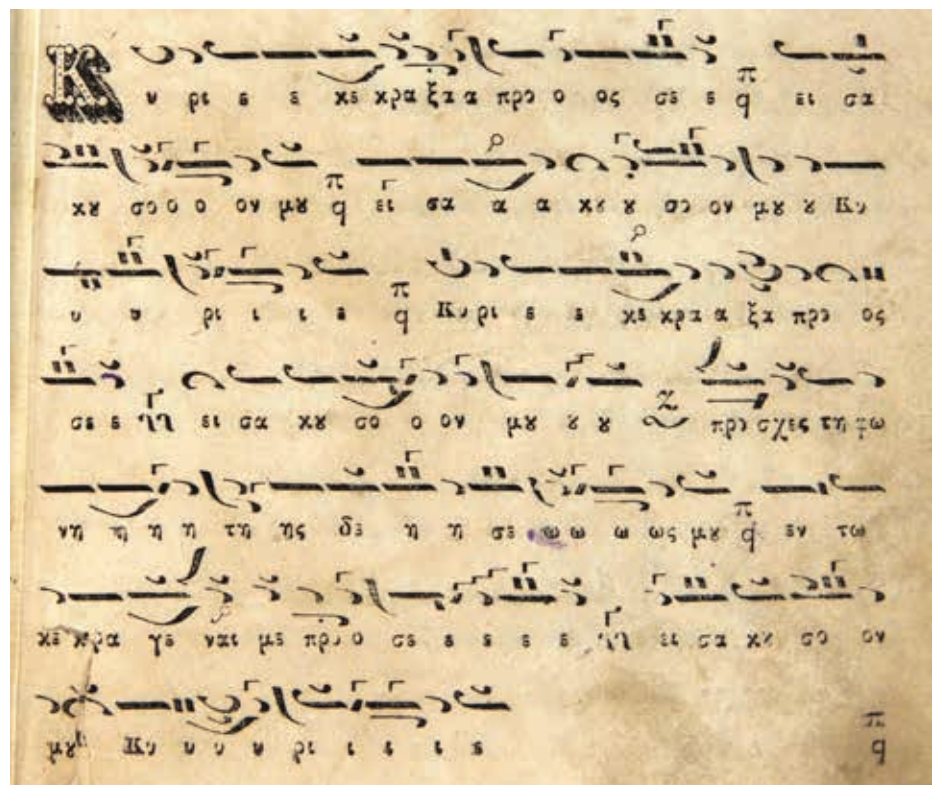 Κ υ ρι ε ε κε κρα ξα α προ ο ος σε ε π q ει σα
κȣ σο ο ο ον μȣ π q ει σα α α κȣ ȣ σο ον μȣ ȣ Κυ
υ υ ρι ι ι ε π q Κυ ρι ε ε κε κρα α ξα προ ος
σε ε ει σα κȣ σο ο ον μȣ ȣ ȣ Ζ προ σχες τη φω
νη η η η τη ης δε η η σε ω ω ω ως μȣ π q εν τω
κε κρα γε ναι με προ ο σε ε ε ε ε ει σα κȣ σο ον
μȣ Κυ υ υ υ ρι ι ι ι ε π q